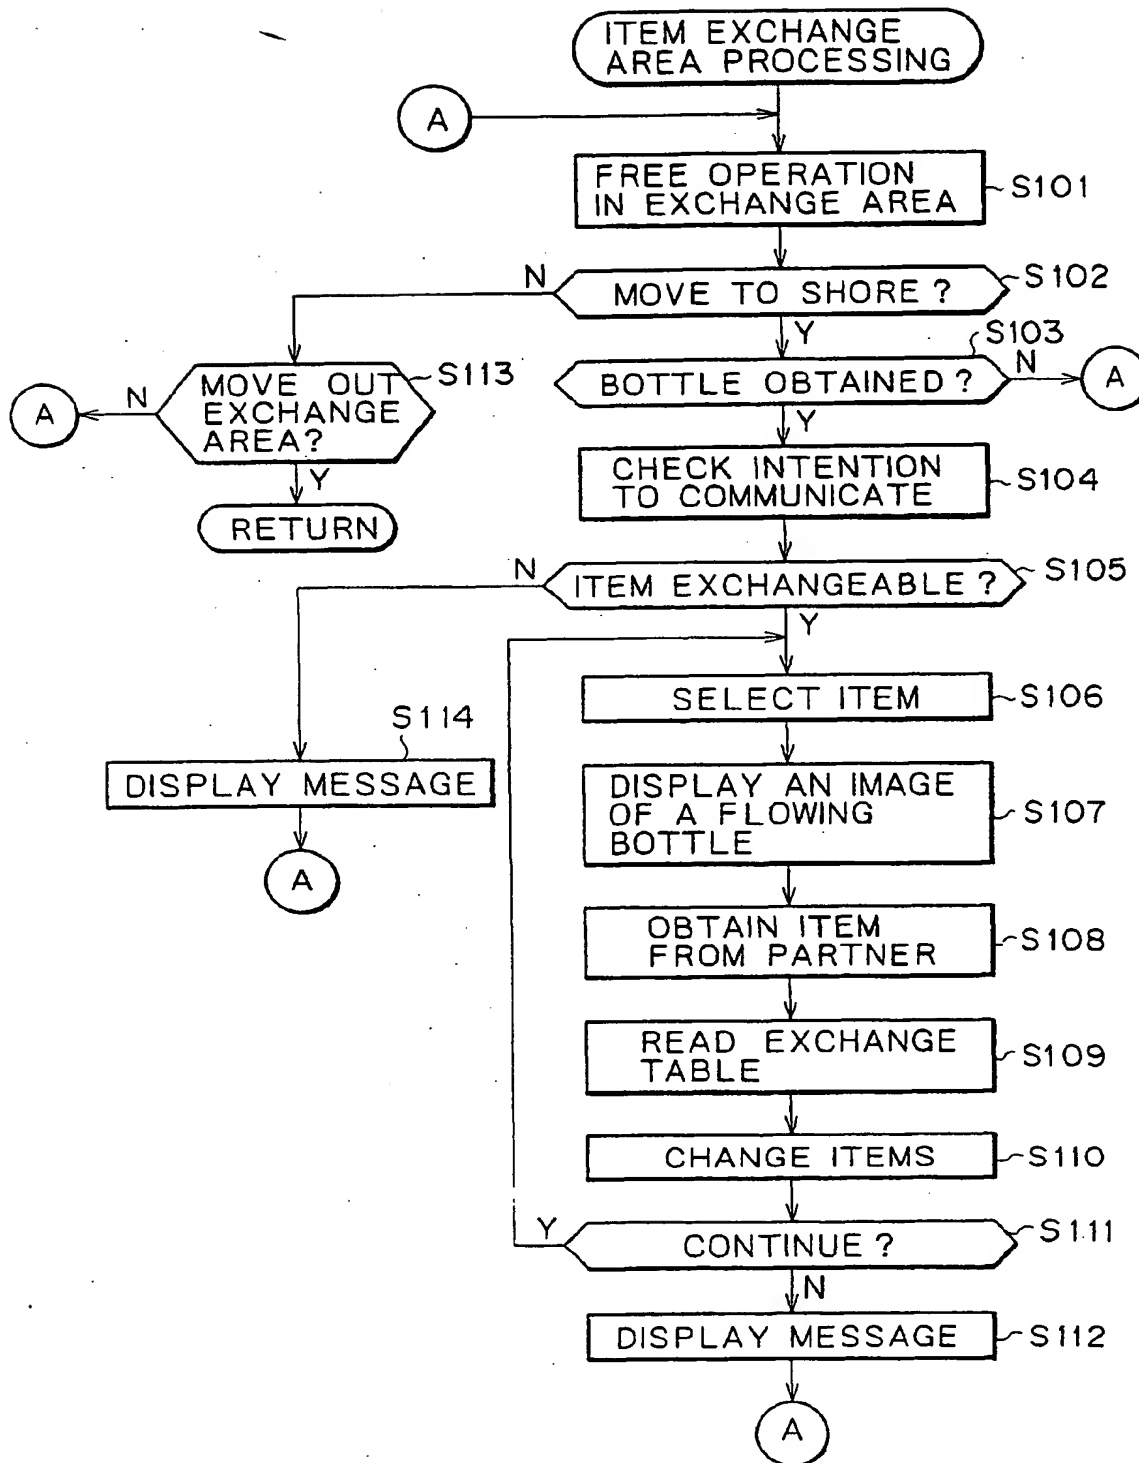 ITEM EXCHANGE
AREA PROCESSING
A
FREE OPERATION
IN EXCHANGE AREA
S101
N
MOVE TO SHORE?
S102
Y
MOVE OUT
EXCHANGE
AREA?
S113
N
A
Y
RETURN
BOTTLE OBTAINED?
S103
N
A
Y
CHECK INTENTION
TO COMMUNICATE
S104
N
ITEM EXCHANGEABLE?
S105
Y
S114
DISPLAY MESSAGE
A
SELECT ITEM
S106
DISPLAY AN IMAGE
OF A FLOWING
BOTTLE
S107
OBTAIN ITEM
FROM PARTNER
S108
READ EXCHANGE
TABLE
S109
CHANGE ITEMS
S110
Y
CONTINUE?
S111
N
DISPLAY MESSAGE
S112
A